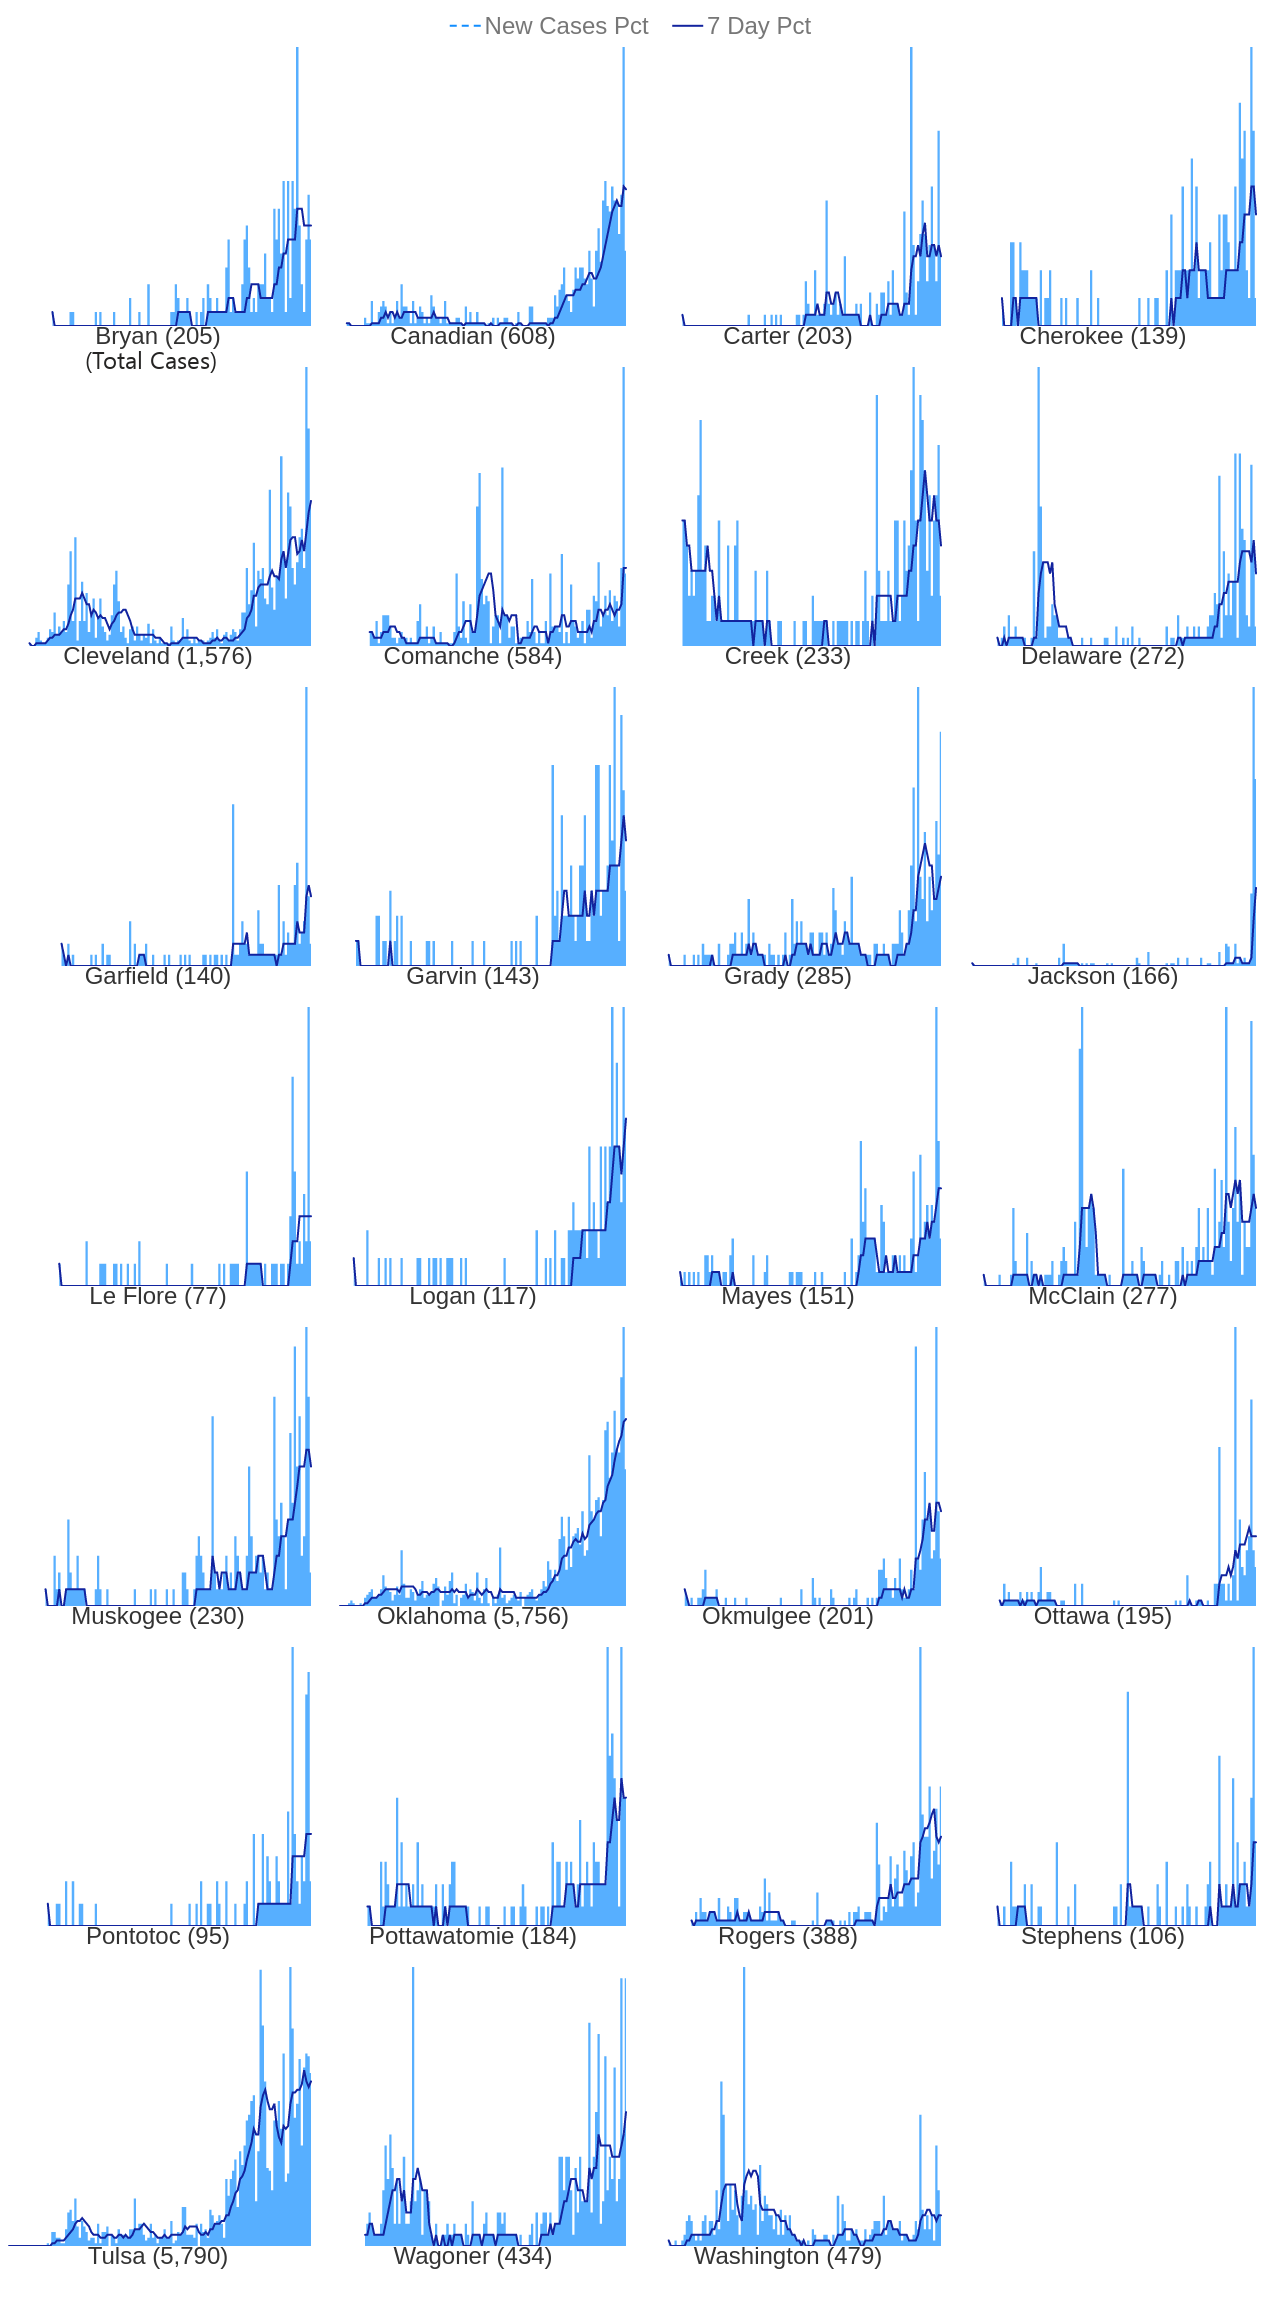 New Cases Pct 7 Day Pct
Bryan (205) Canadian (608) Carter (203) Cherokee (139)
(Total Cases)
Cleveland (1,576) Comanche (584) Creek (233) Delaware (272)
Garfield (140) Garvin (143) Grady (285) Jackson (166)
Le Flore (77) Logan (117) Mayes (151) McClain (277)
Muskogee (230) Oklahoma (5,756) Okmulgee (201) Ottawa (195)
Pontotoc (95) Pottawatomie (184) Rogers (388) Stephens (106)
Tulsa (5,790) Wagoner (434) Washington (479)